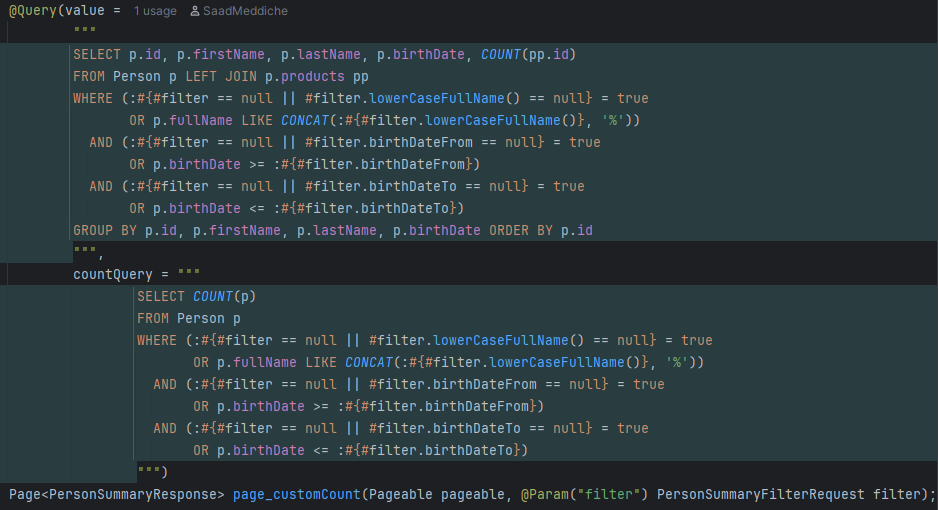 @Query(value = 1 usage SaadMeddiche
"""
SELECT p.id, p.firstName, p.lastName, p.birthDate, COUNT(pp.id)
FROM Person p LEFT JOIN p.products pp
WHERE (:#{#filter == null || #filter.lowerCaseFullName() == null} = true
OR p.fullName LIKE CONCAT(:#{#filter.lowerCaseFullName()}, '%'))
AND (:#{#filter == null || #filter.birthDateFrom == null} = true
OR p.birthDate >= :#{#filter.birthDateFrom})
AND (:#{#filter == null || #filter.birthDateTo == null} = true
OR p.birthDate <= :#{#filter.birthDateTo})
GROUP BY p.id, p.firstName, p.lastName, p.birthDate ORDER BY p.id
""",
countQuery = """
SELECT COUNT(p)
FROM Person p
WHERE (:#{#filter == null || #filter.lowerCaseFullName() == null} = true
OR p.fullName LIKE CONCAT(:#{#filter.lowerCaseFullName()}, '%'))
AND (:#{#filter == null || #filter.birthDateFrom == null} = true
OR p.birthDate >= :#{#filter.birthDateFrom})
AND (:#{#filter == null || #filter.birthDateTo == null} = true
OR p.birthDate <= :#{#filter.birthDateTo})
""")
Page<PersonSummaryResponse> page_customCount(Pageable pageable, @Param("filter") PersonSummaryFilterRequest filter);